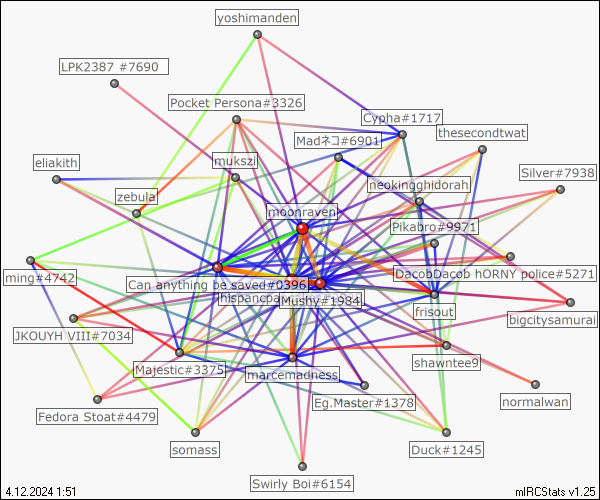 yoshimanden
LPK2387 #7690
Pocket Persona#3326
Cypha#1717
Madネコ#6901
thesecondtwat
eliakith
mukszi
neokingghidorah
Silver#7938
zebula
moonraven
Pikabro#9971
ming#4742
Can anything be saved#0396
DacobDacob hORNY police#5271
Mushy#1984
frisout
bigcitysamurai
JKOUYH VIII#7034
Majestic#3375
marcemadness
shawntee9
Eg.Master#1378
normalwan
Fedora Stoat#4479
somass
Duck#1245
Swirly Boi#6154
4.12.2024 1:51
mIRCStats v1.25